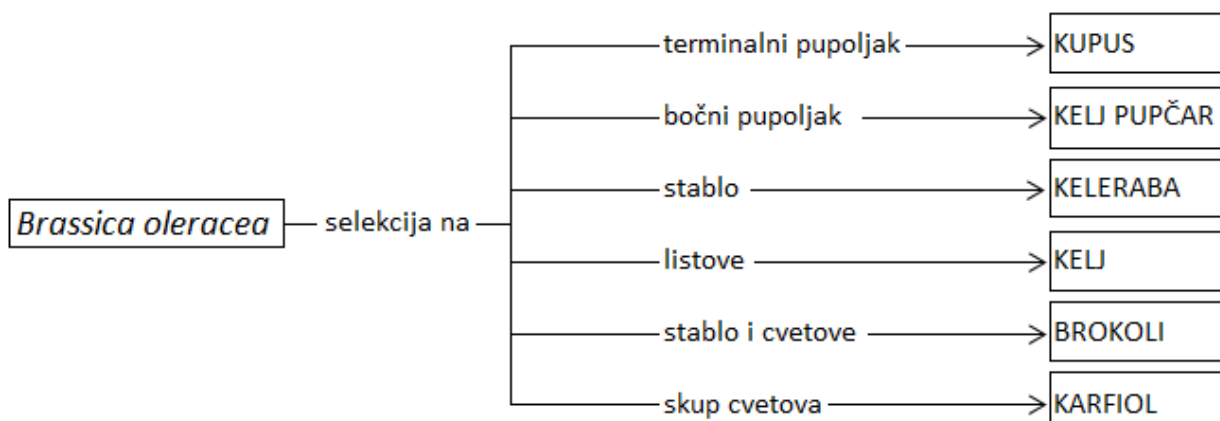 terminalni pupoljak KUPUS
bočni pupoljak KELJ PUPČAR
stablo KELERABA
Brassica oleracea selekcija na
listove KELJ
stablo i cvetove BROKOLI
skup cvetova KARFIOL